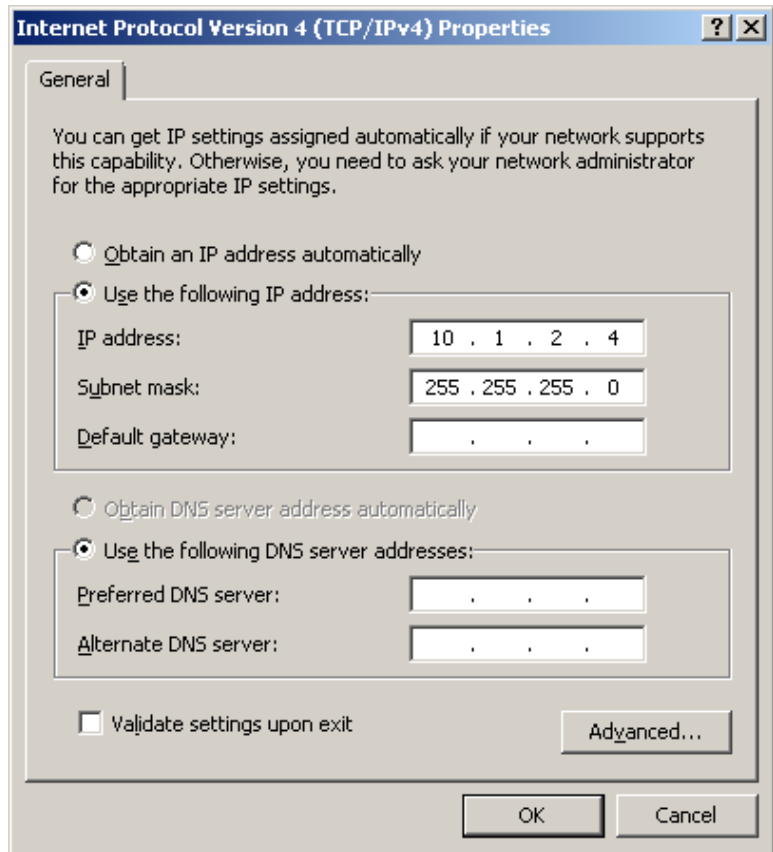 Internet Protocol Version 4 (TCP/IPv4) Properties
General
You can get IP settings assigned automatically if your network supports
this capability. Otherwise, you need to ask your network administrator
for the appropriate IP settings.
Obtain an IP address automatically
Use the following IP address:
IP address: 10 . 1 . 2 . 4
Subnet mask: 255 . 255 . 255 . 0
Default gateway: . . .
Obtain DNS server address automatically
Use the following DNS server addresses:
Preferred DNS server: . . .
Alternate DNS server: . . .
Validate settings upon exit
Advanced...
OK Cancel